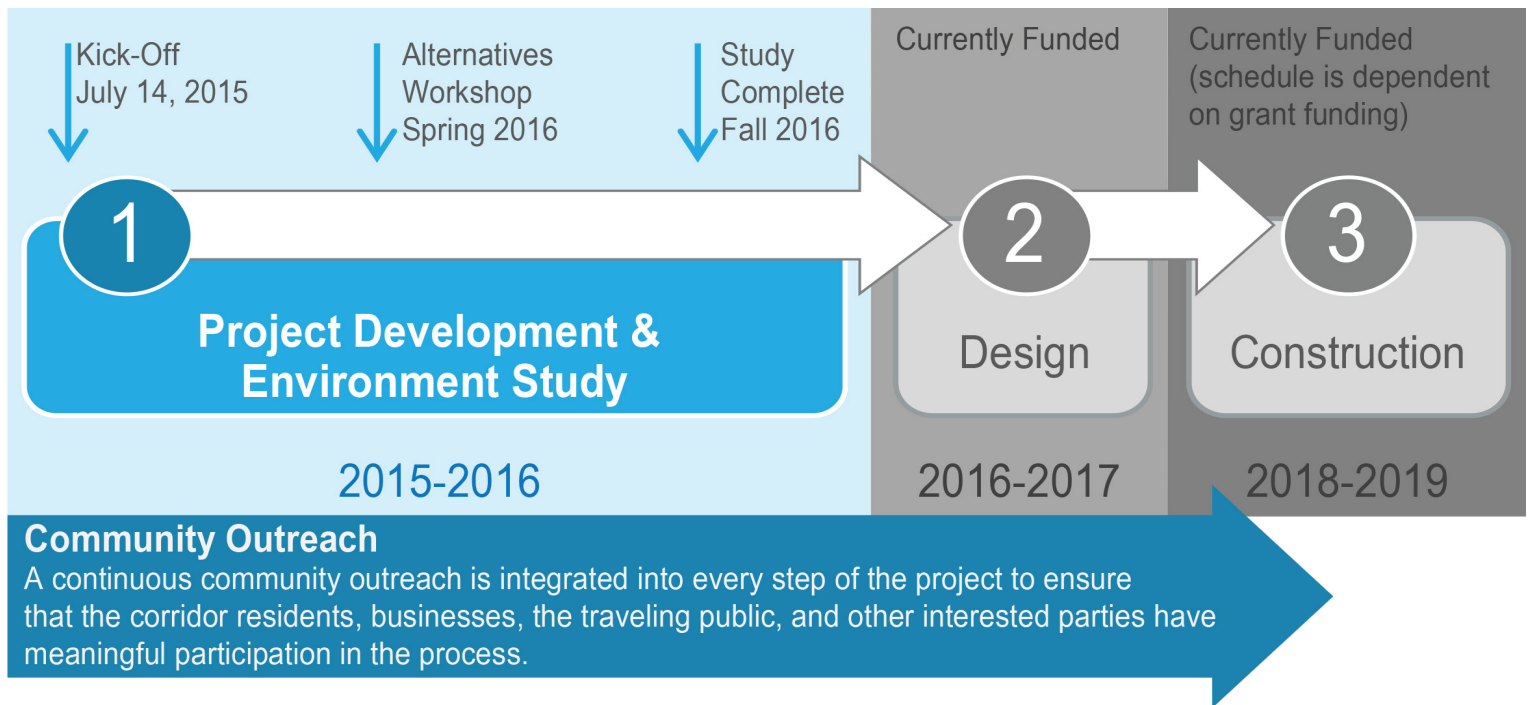 Kick-Off
July 14, 2015
Alternatives
Workshop
Spring 2016
Study
Complete
Fall 2016
Currently Funded
Currently Funded
(schedule is dependent
on grant funding)
1
2
3
Project Development &
Environment Study
Design
Construction
2015-2016
2016-2017
2018-2019
Community Outreach
A continuous community outreach is integrated into every step of the project to ensure
that the corridor residents, businesses, the traveling public, and other interested parties have
meaningful participation in the process.